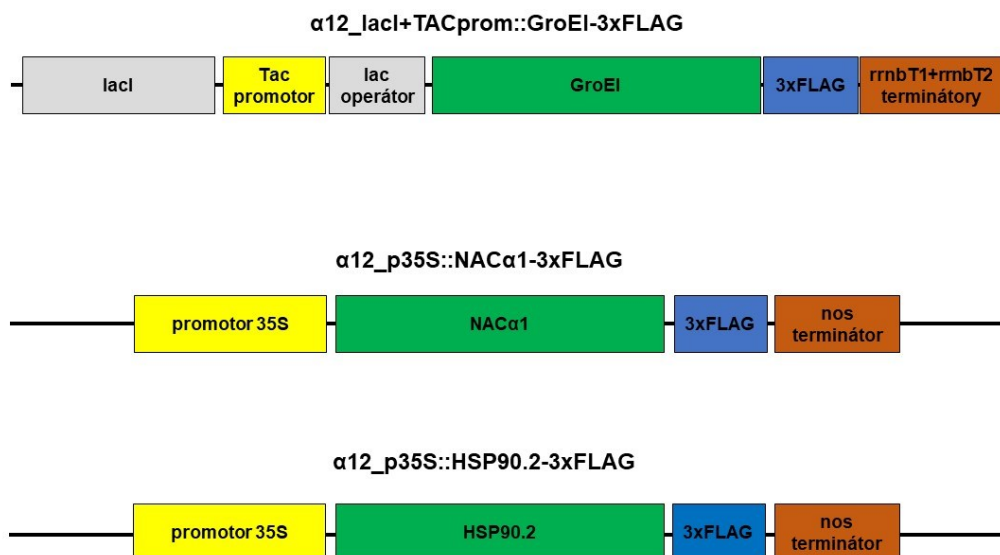 α12_lacI+TACprom::GroEl-3xFLAG
lacI
Tac
promotor
lac
operátor
GroEl
3xFLAG
rrnbT1+rrnbT2
terminátory
α12_p35S::NACα1-3xFLAG
promotor 35S
NACα1
3xFLAG
nos
terminátor
α12_p35S::HSP90.2-3xFLAG
promotor 35S
HSP90.2
3xFLAG
nos
terminátor